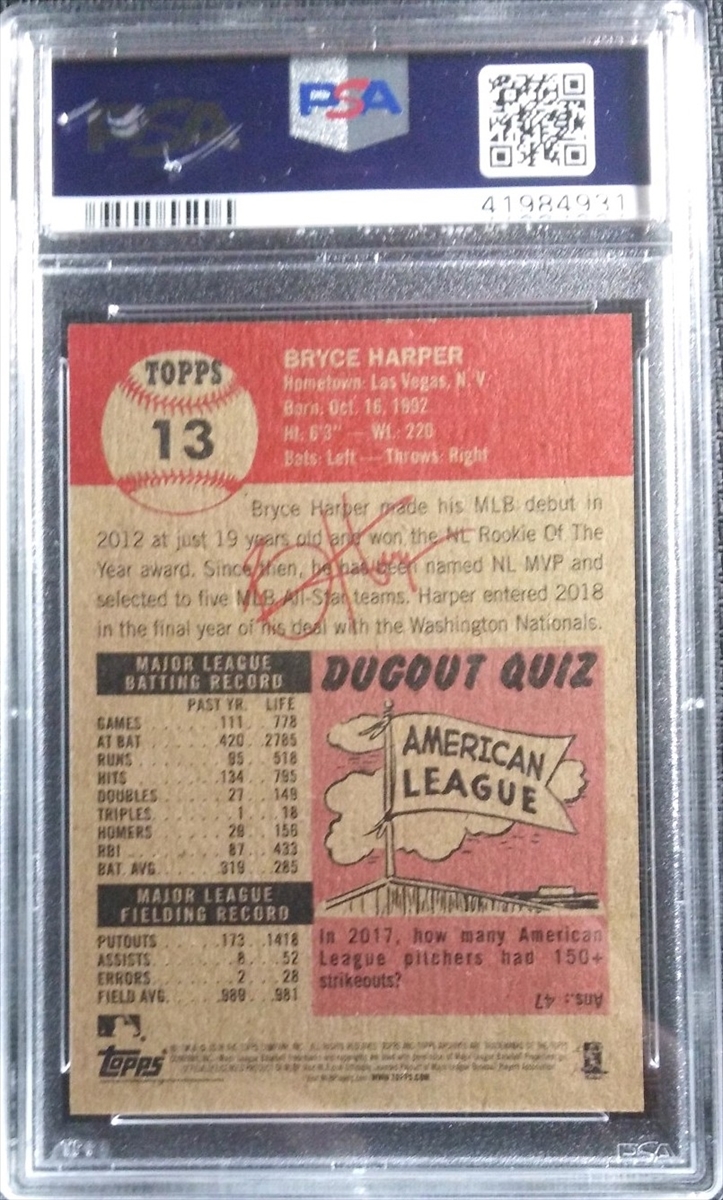 PSA
PSA
41984931
TOPPS
13
BRYCE HARPER
Hometown: Las Vegas, N. V.
Born: Oct. 16, 1992
Ht.: 6'3" — Wt.: 220
Bats: Left — Throws: Right
Bryce Harper made his MLB debut in
2012 at just 19 years old and won the NL Rookie Of The
Year award. Since then, he has been named NL MVP and
selected to five MLB All-Star teams. Harper entered 2018
in the final year of his deal with the Washington Nationals.
MAJOR LEAGUE
BATTING RECORD
PAST YR. LIFE
GAMES 111 778
AT BAT 420 2785
RUNS 95 518
HITS 134 795
DOUBLES 27 149
TRIPLES 1 18
HOMERS 29 150
RBI 87 433
BAT. AVG. .319 .285
MAJOR LEAGUE
FIELDING RECORD
PUTOUTS 173 1418
ASSISTS 8 52
ERRORS 2 28
FIELD AVG. .989 .981
DUGOUT QUIZ
AMERICAN
LEAGUE
In 2017, how many American
League pitchers had 150+
strikeouts?
Ans.: 47
topps
WWW.TOPPS.COM
PSA